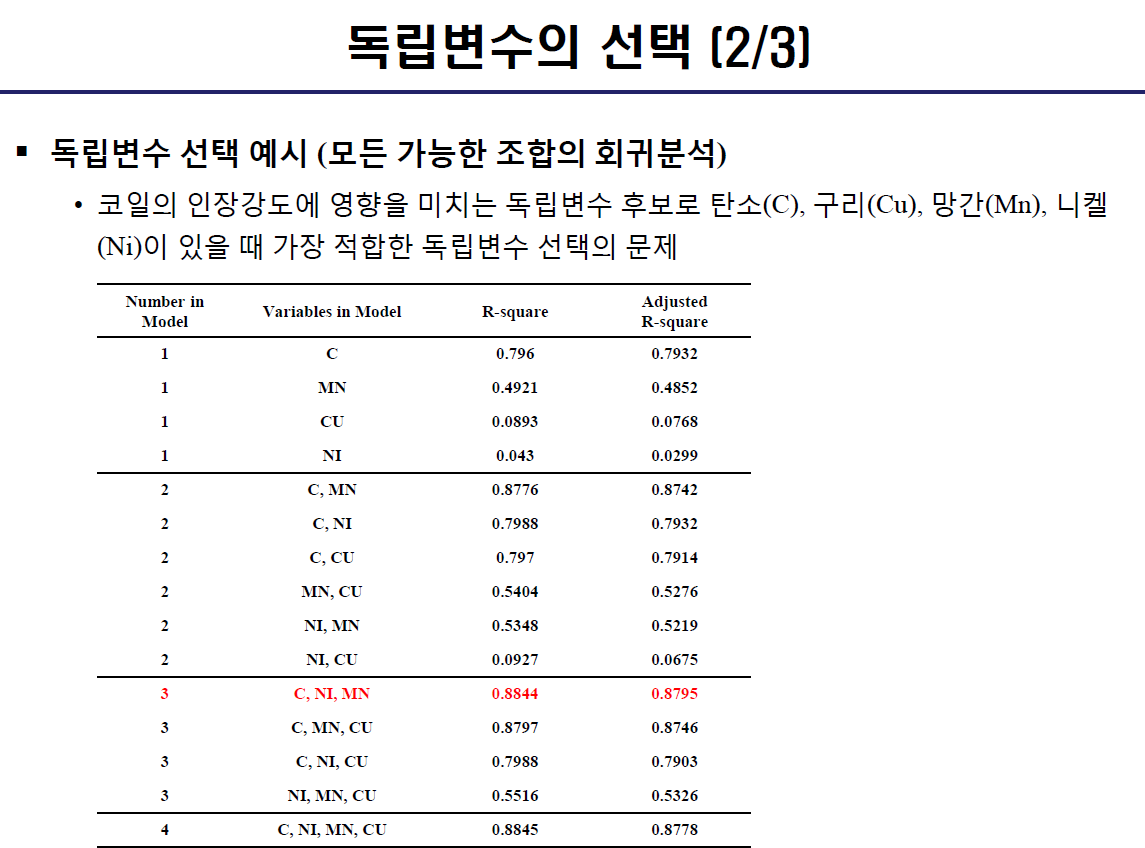 독립변수의 선택 (2/3)
▪ 독립변수 선택 예시 (모든 가능한 조합의 회귀분석)
• 코일의 인장강도에 영향을 미치는 독립변수 후보로 탄소(C), 구리(Cu), 망간(Mn), 니켈
(Ni)이 있을 때 가장 적합한 독립변수 선택의 문제
Number in Model Variables in Model R-square Adjusted R-square
1 C 0.796 0.7932
1 MN 0.4921 0.4852
1 CU 0.0893 0.0768
1 NI 0.043 0.0299
2 C, MN 0.8776 0.8742
2 C, NI 0.7988 0.7932
2 C, CU 0.797 0.7914
2 MN, CU 0.5404 0.5276
2 NI, MN 0.5348 0.5219
2 NI, CU 0.0927 0.0675
3 C, NI, MN 0.8844 0.8795
3 C, MN, CU 0.8797 0.8746
3 C, NI, CU 0.7988 0.7903
3 NI, MN, CU 0.5516 0.5326
4 C, NI, MN, CU 0.8845 0.8778